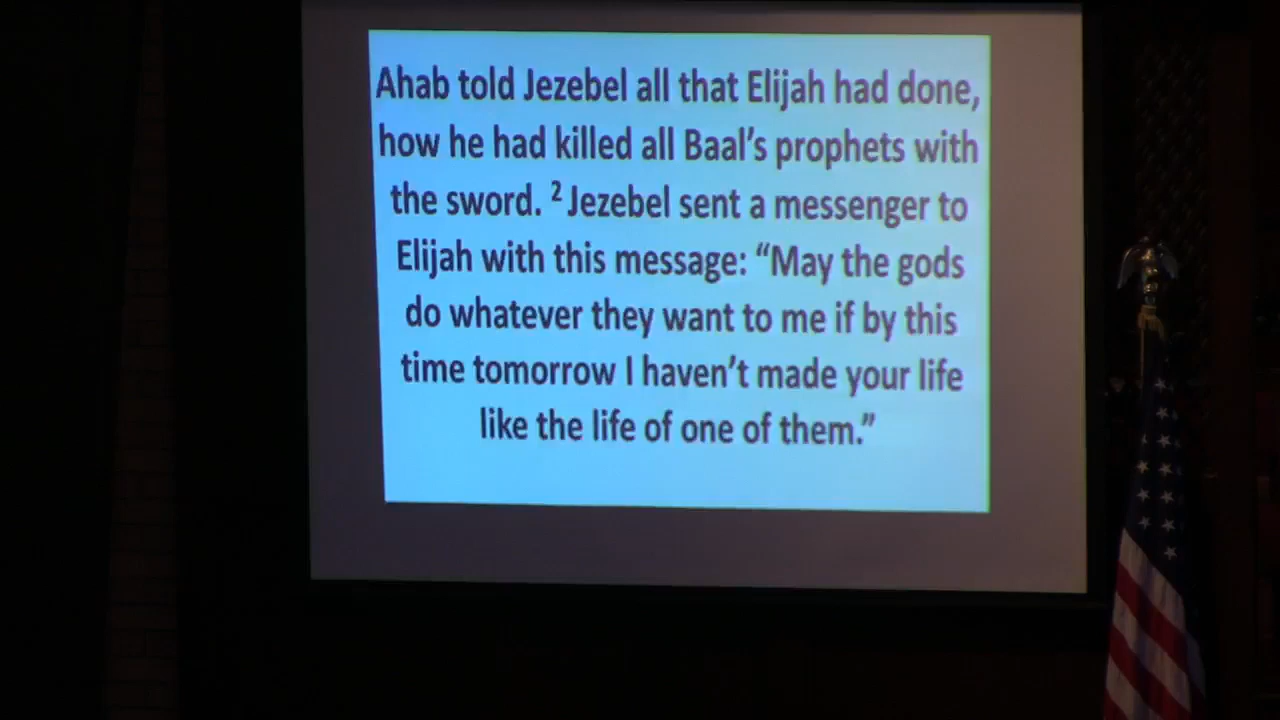 Ahab told Jezebel all that Elijah had done,
how he had killed all Baal’s prophets with
the sword. ² Jezebel sent a messenger to
Elijah with this message: “May the gods
do whatever they want to me if by this
time tomorrow I haven’t made your life
like the life of one of them.”